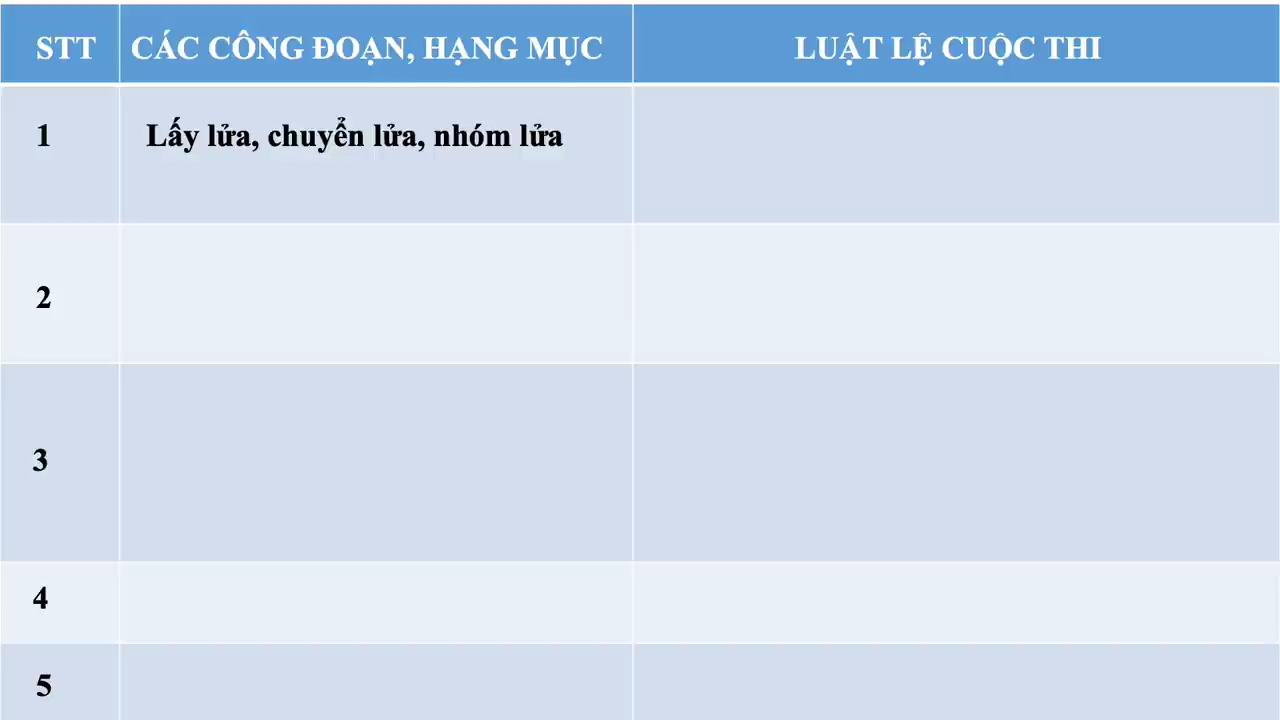 STT CÁC CÔNG ĐOẠN, HẠNG MỤC LUẬT LỆ CUỘC THI
1 Lấy lửa, chuyển lửa, nhóm lửa
2
3
4
5